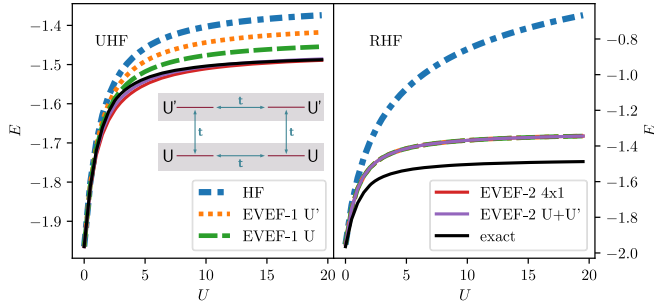 UHF
RHF
−1.4
−1.5
−1.6
−1.7
−1.8
−1.9
E
U'
t
U'
t
t
U
t
U
HF
EVEF-1 U'
EVEF-1 U
EVEF-2 4x1
EVEF-2 U+U'
exact
−0.8
−1.0
−1.2
−1.4
−1.6
−1.8
−2.0
E
0
5
10
15
20
U
0
5
10
15
20
U